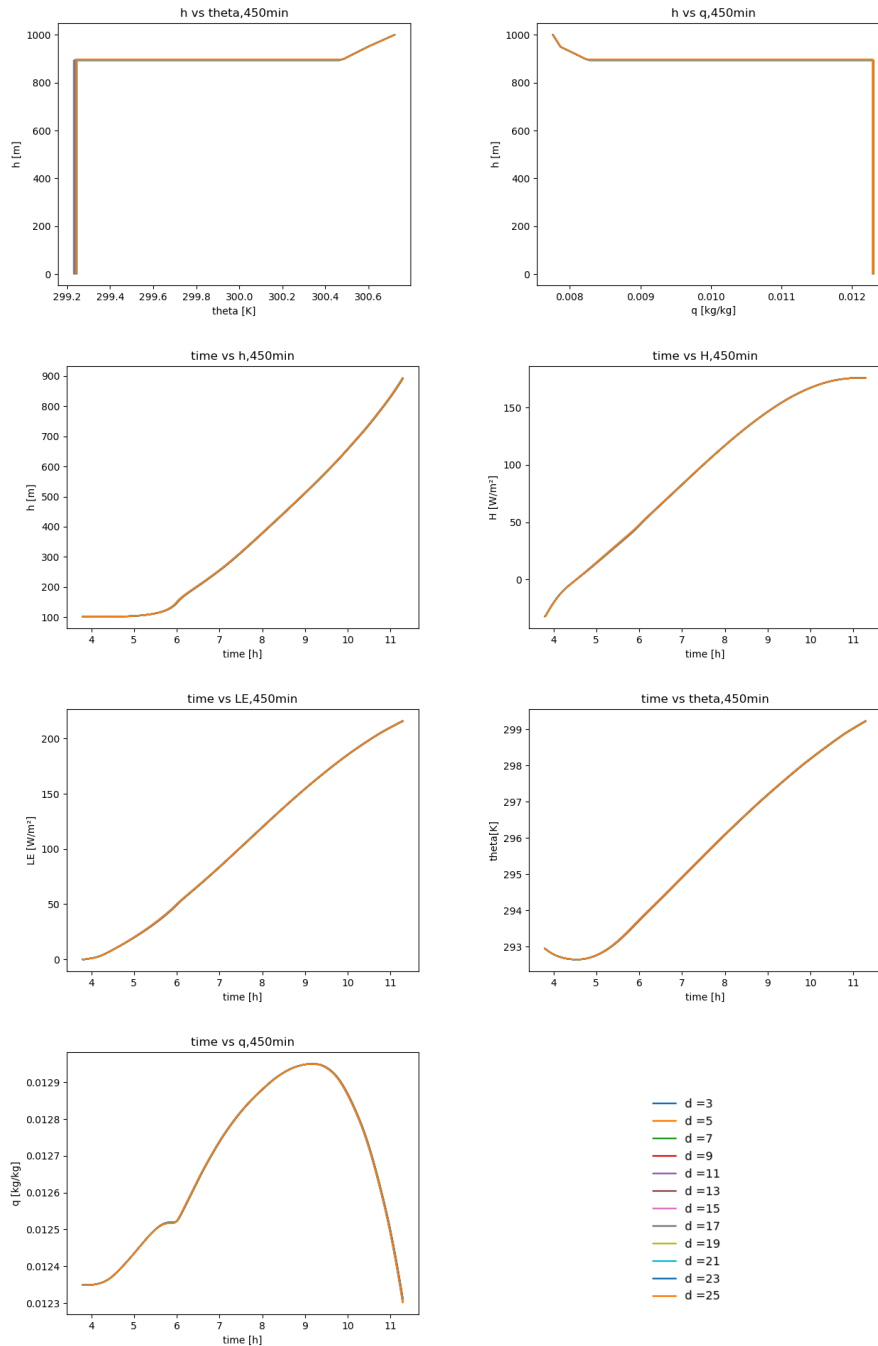 h vs theta,450min
h [m]
1000
800
600
400
200
0
299.2 299.4 299.6 299.8 300.0 300.2 300.4 300.6
theta [K]
h vs q,450min
h [m]
1000
800
600
400
200
0
0.008 0.009 0.010 0.011 0.012
q [kg/kg]
time vs h,450min
h [m]
900
800
700
600
500
400
300
200
100
4 5 6 7 8 9 10 11
time [h]
time vs H,450min
H [W/m²]
150
100
50
0
4 5 6 7 8 9 10 11
time [h]
time vs LE,450min
LE [W/m²]
200
150
100
50
0
4 5 6 7 8 9 10 11
time [h]
time vs theta,450min
theta[K]
299
298
297
296
295
294
293
4 5 6 7 8 9 10 11
time [h]
time vs q,450min
q [kg/kg]
0.0129
0.0128
0.0127
0.0126
0.0125
0.0124
0.0123
4 5 6 7 8 9 10 11
time [h]
d =3
d =5
d =7
d =9
d =11
d =13
d =15
d =17
d =19
d =21
d =23
d =25